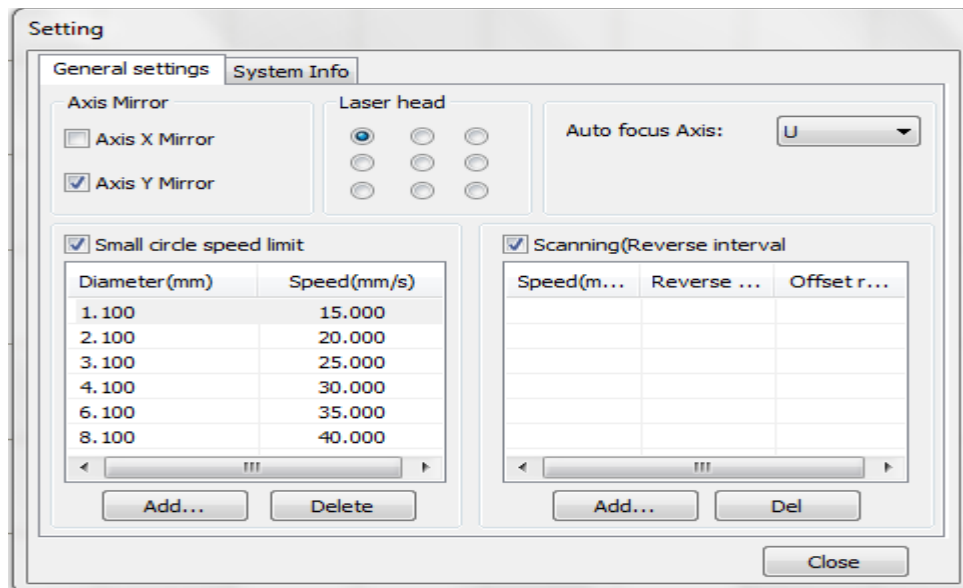 Setting
General settings System Info
Axis Mirror
Axis X Mirror
Axis Y Mirror
Laser head
Auto focus Axis: U
Small circle speed limit
Diameter(mm) Speed(mm/s)
1.100 15.000
2.100 20.000
3.100 25.000
4.100 30.000
6.100 35.000
8.100 40.000
Add... Delete
Scanning(Reverse interval
Speed(m... Reverse ... Offset r...
Add... Del
Close